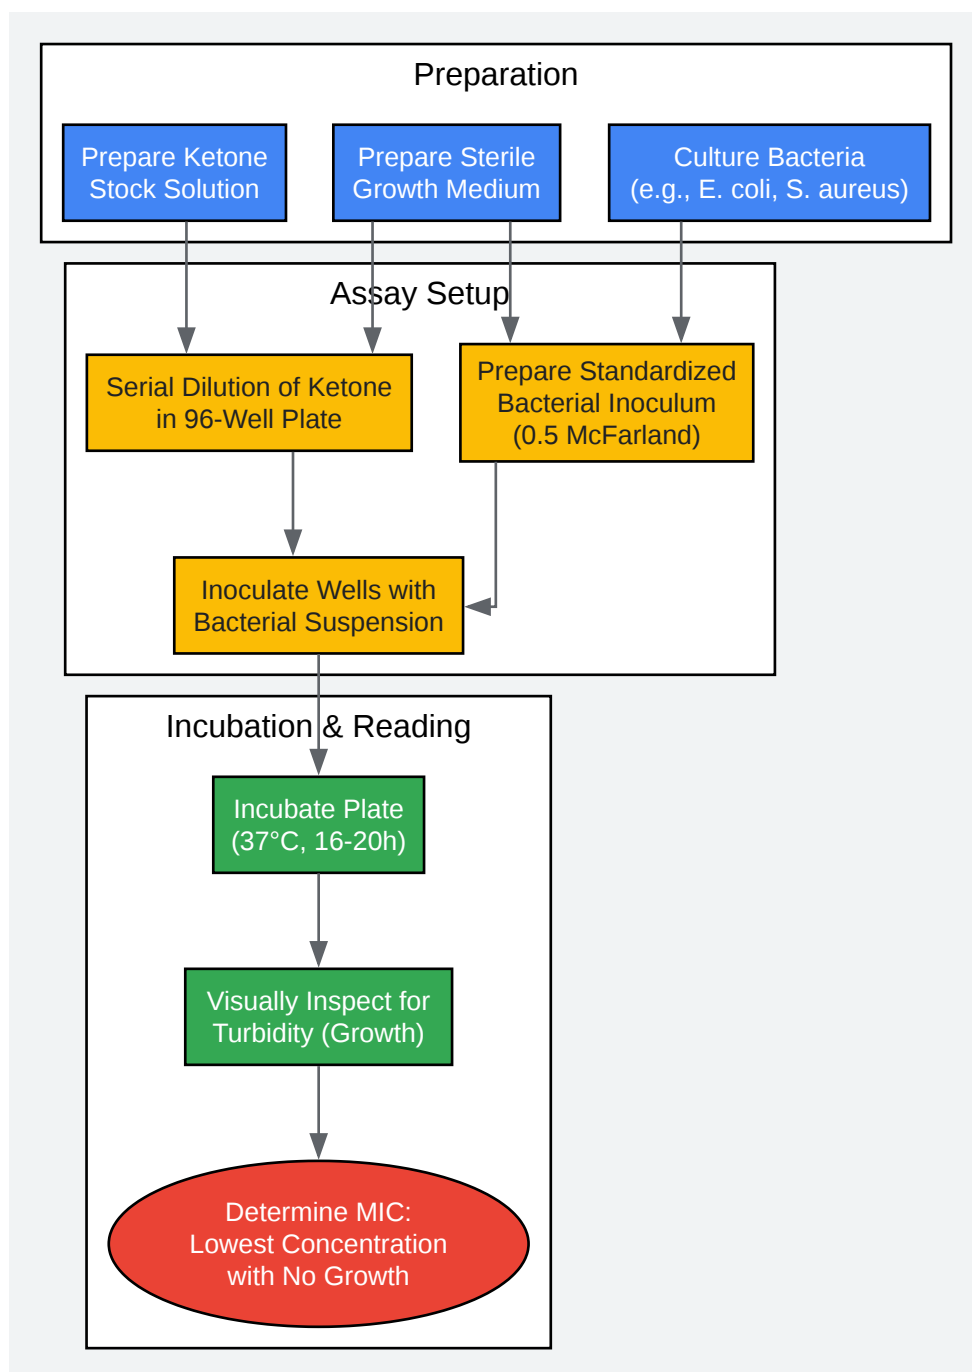 Preparation
Prepare Ketone
Stock Solution
Prepare Sterile
Growth Medium
Culture Bacteria
(e.g., E. coli, S. aureus)
Assay Setup
Serial Dilution of Ketone
in 96-Well Plate
Prepare Standardized
Bacterial Inoculum
(0.5 McFarland)
Inoculate Wells with
Bacterial Suspension
Incubation & Reading
Incubate Plate
(37°C, 16-20h)
Visually Inspect for
Turbidity (Growth)
Determine MIC:
Lowest Concentration
with No Growth